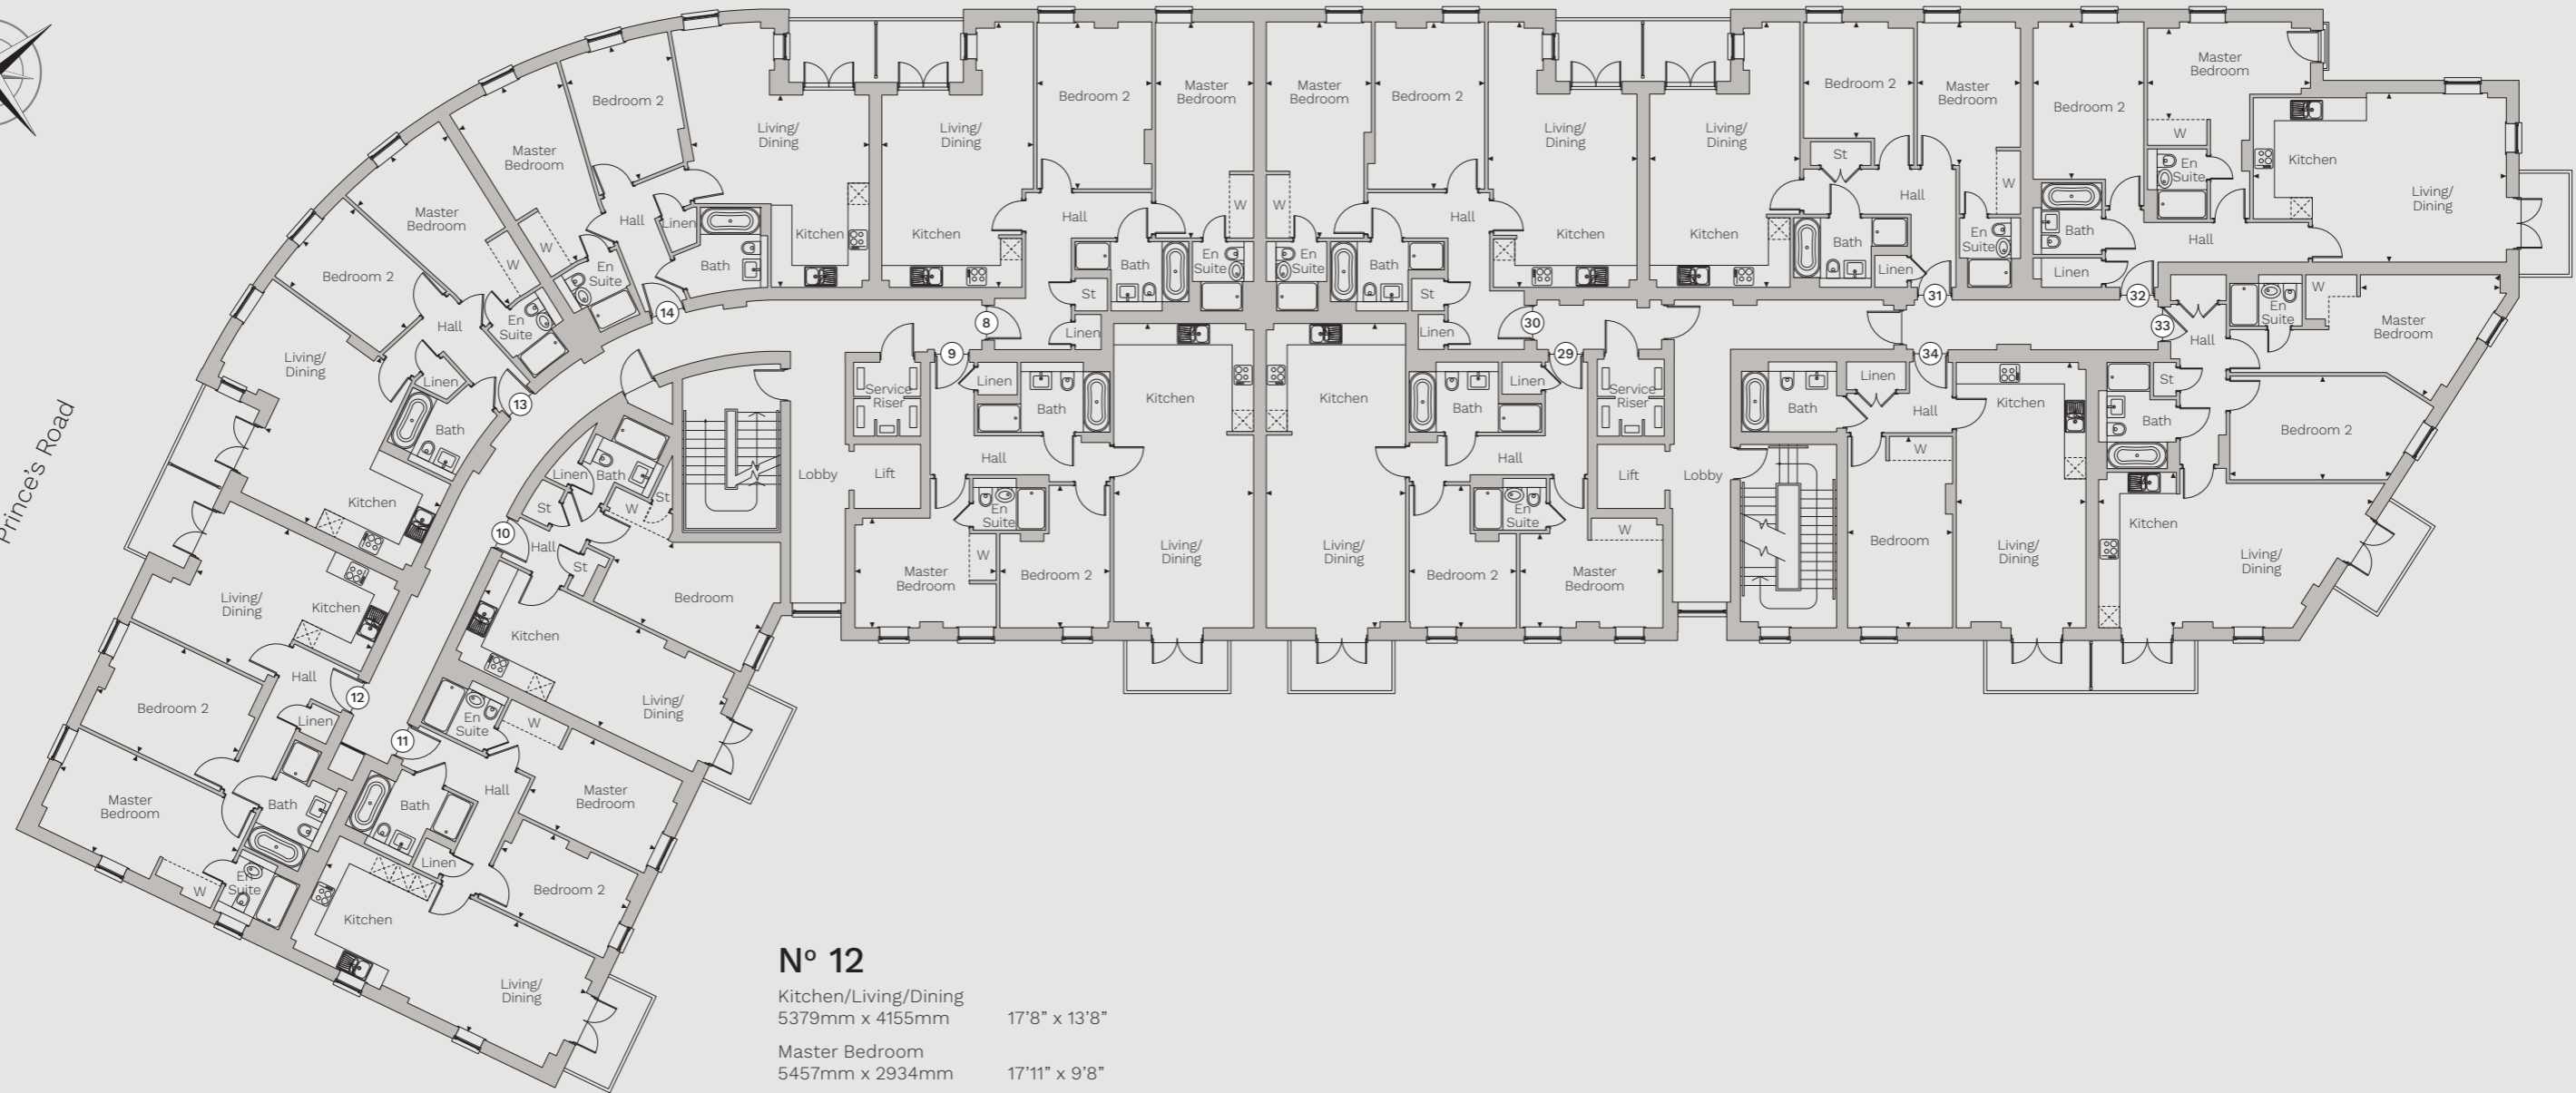 Prince's Road
Bedroom 2
Master
Bedroom
Master
Bedroom
Bedroom 2
Living/
Dining
Hall
W
En
Suite
Linen
Bath
Kitchen
13
Hall
W
En
Suite
Linen
Bath
Living/
Dining
Kitchen
14
Living/
Dining
Kitchen
Bedroom 2
Master
Bedroom
Hall
W
Bath
En
Suite
St
Linen
8
Master
Bedroom
Bedroom 2
W
Hall
En
Suite
Bath
St
Linen
Living/
Dining
Kitchen
30
Living/
Dining
Kitchen
Bedroom 2
Master
Bedroom
St
Hall
W
Bath
En
Suite
Linen
31
Bedroom 2
Master
Bedroom
W
En
Suite
Bath
Linen
Hall
Kitchen
Living/
Dining
32
33
Hall
En
Suite
W
Master
Bedroom
St
Bath
Bedroom 2
Kitchen
Living/
Dining
34
Linen
Bath
Hall
Kitchen
W
Bedroom
Living/
Dining
Service
Riser
Lobby
Lift
9
Linen
Bath
Hall
En
Suite
W
Master
Bedroom
Bedroom 2
Kitchen
Living/
Dining
Kitchen
Living/
Dining
29
Linen
Bath
Hall
En
Suite
W
Bedroom 2
Master
Bedroom
Service
Riser
Lift
Lobby
10
Linen
Bath
St
St
W
Hall
St
Bedroom
Kitchen
Living/
Dining
Living/
Dining
Kitchen
12
Hall
Linen
Bedroom 2
Master
Bedroom
Bath
W
En
Suite
11
En
Suite
W
Hall
Bath
Master
Bedroom
Linen
Bedroom 2
Kitchen
Living/
Dining
Nº 12
Kitchen/Living/Dining
5379mm x 4155mm 17'8” x 13'8”
Master Bedroom
5457mm x 2934mm 17'11” x 9'8”